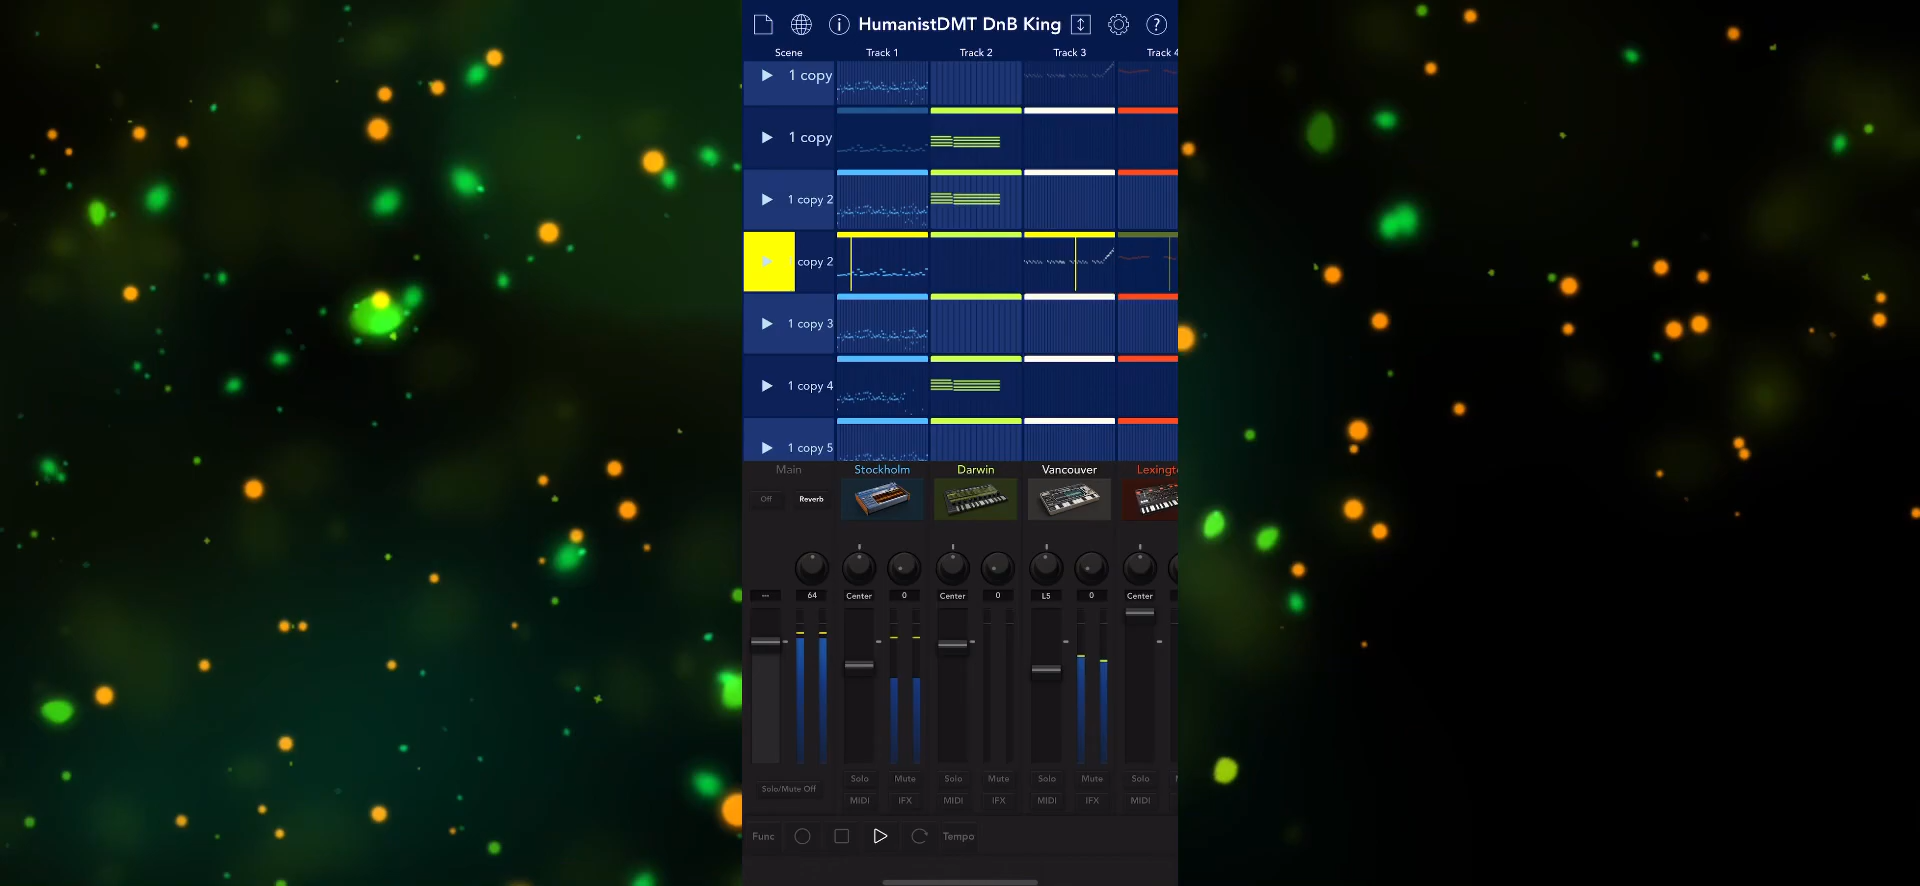 HumanistDMT DnB King
Scene Track 1 Track 2 Track 3 Track 4
1 copy
1 copy
1 copy 2
copy 2
1 copy 3
1 copy 4
1 copy 5
Main Stockholm Darwin Vancouver Lexingt
Off Reverb
--- 64 Center 0 Center 0 L5 0 Center
Solo Mute Solo Mute Solo Mute Solo
Solo/Mute Off
MIDI IFX MIDI IFX MIDI IFX MIDI
Func Tempo